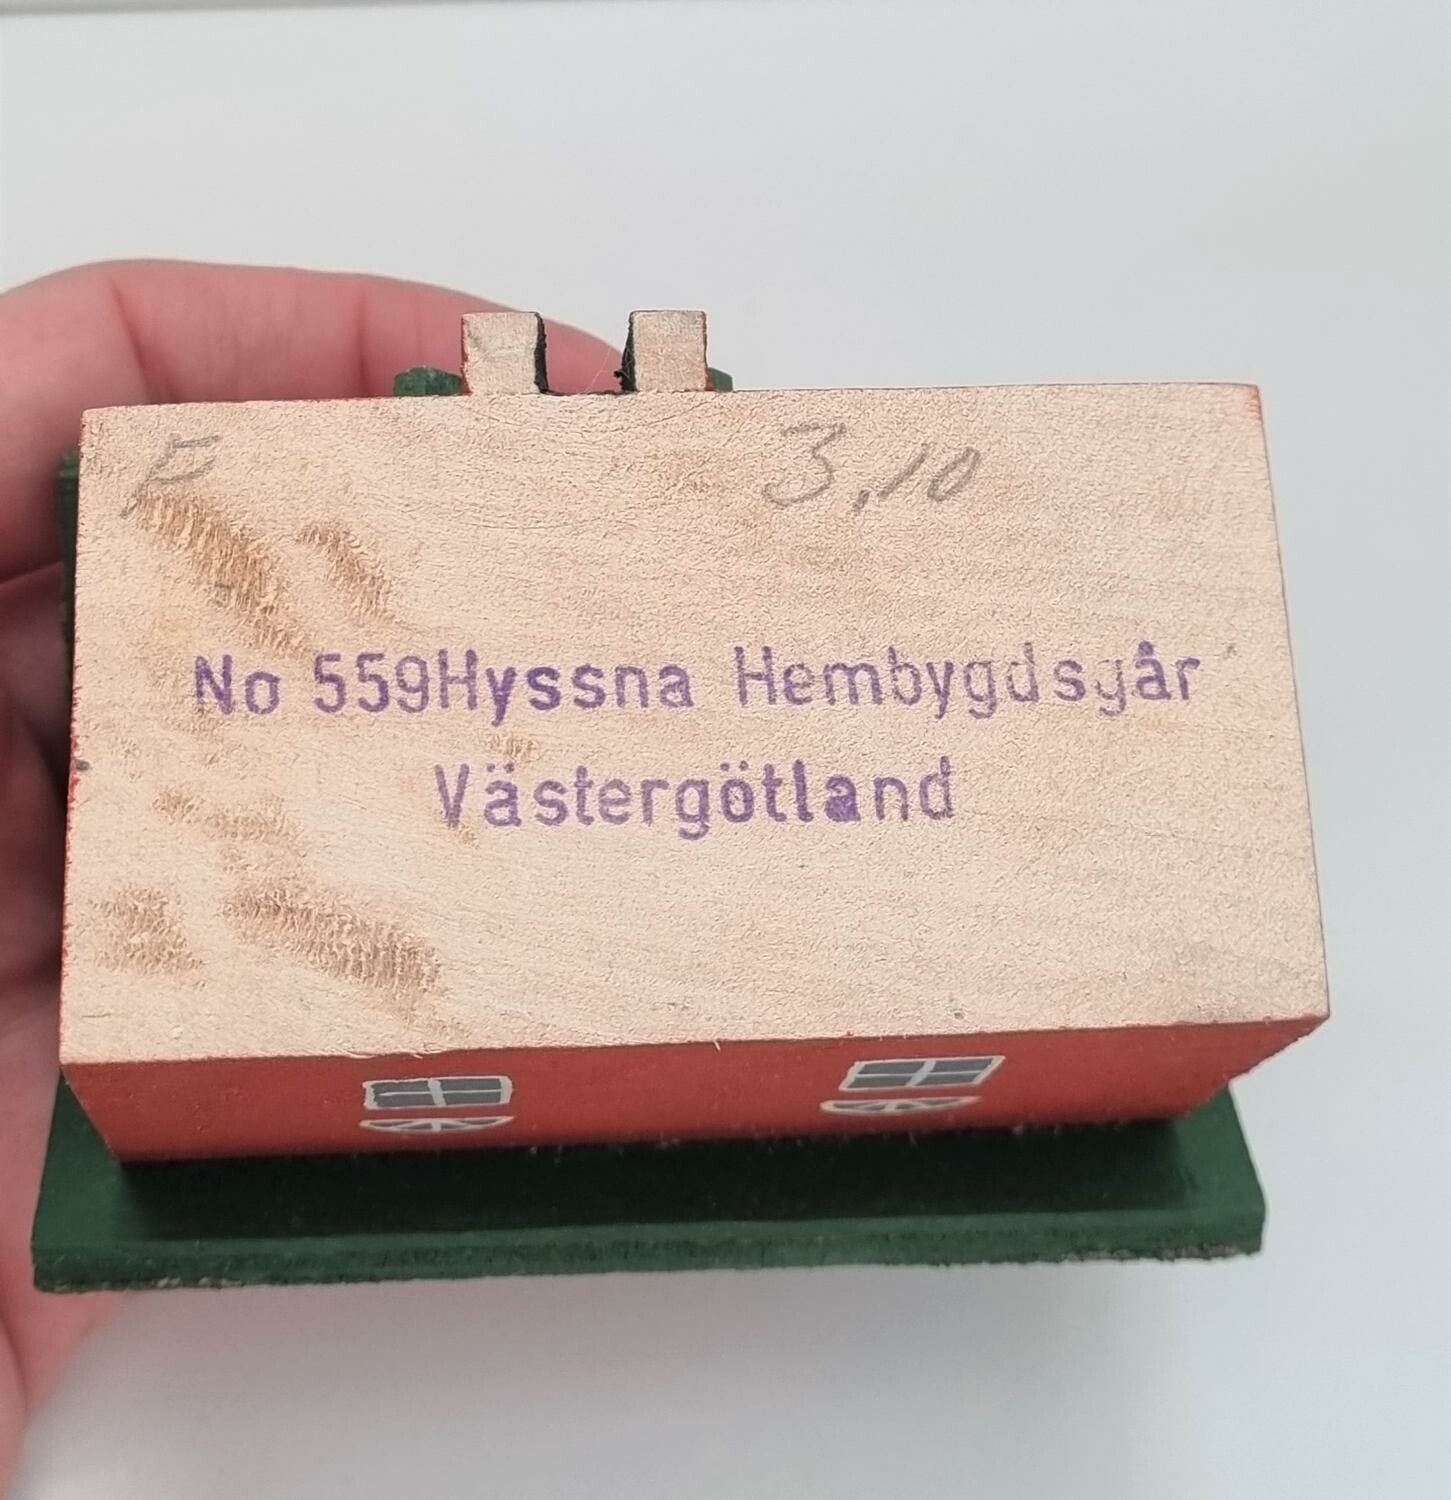 F 3,10
No 559Hyssna Hembygdsgår
Västergötland